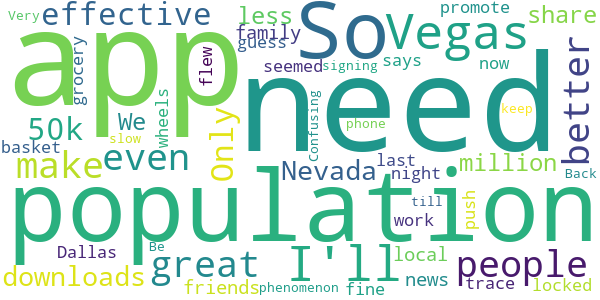 Very effective less promote share
app So Vegas
grocery family
guess says now
flew seemed signing
need better
50k We wheels Only Confusing phone keep
basket slow
make even Nevada last million
night Back
population
till push
work
Dallas Be great I'll local people
downloads news trace locked
friends phenomenon fine